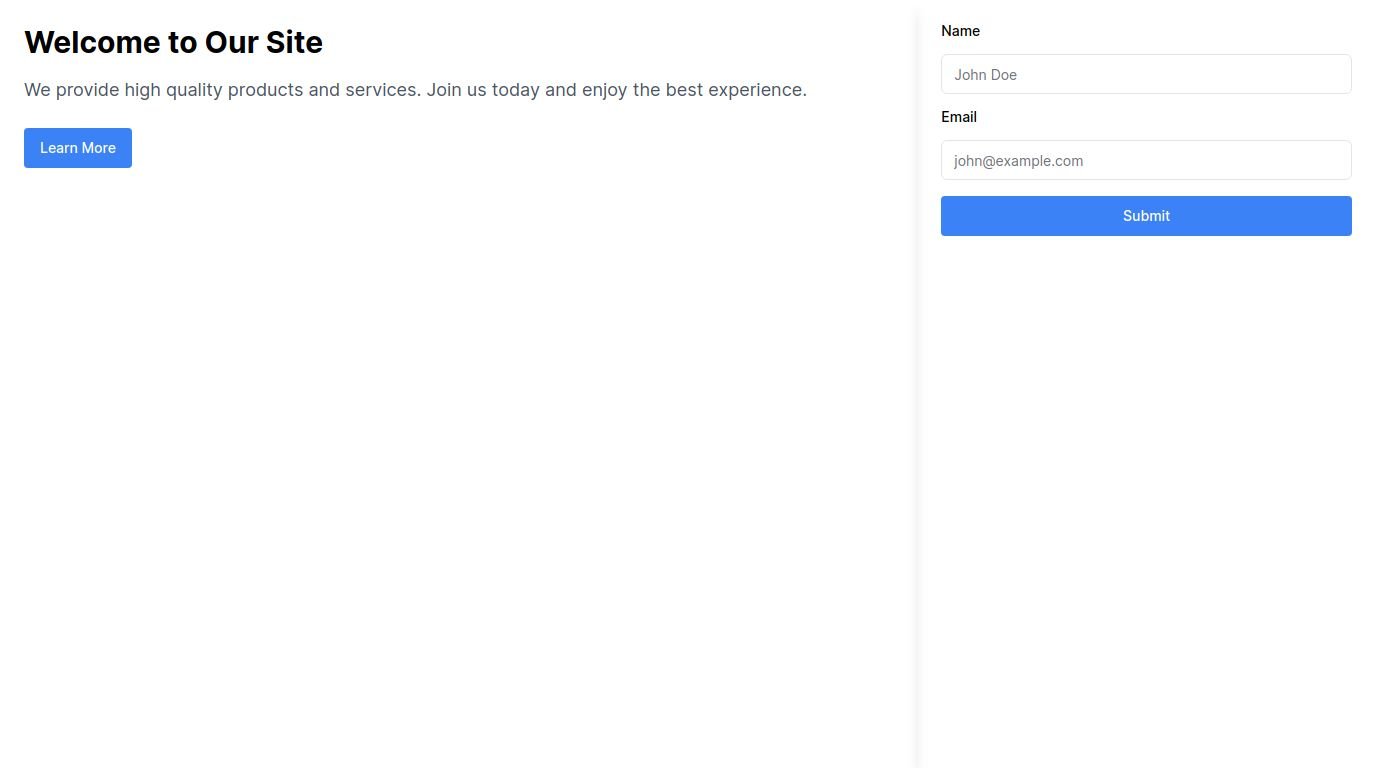 Welcome to Our Site
We provide high quality products and services. Join us today and enjoy the best experience.
Learn More
Name
John Doe
Email
john@example.com
Submit